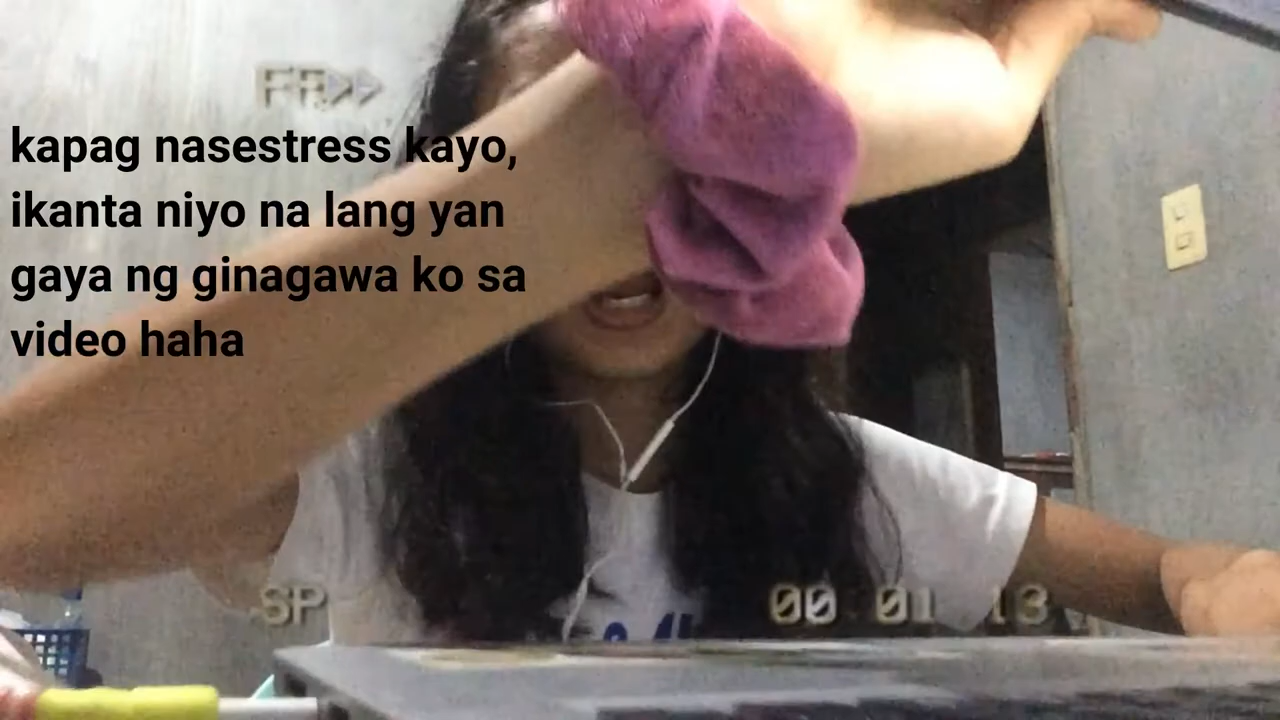 FF>>
kapag nasestress kayo,
ikanta niyo na lang yan
gaya ng ginagawa ko sa
video haha
SP 00 01 13